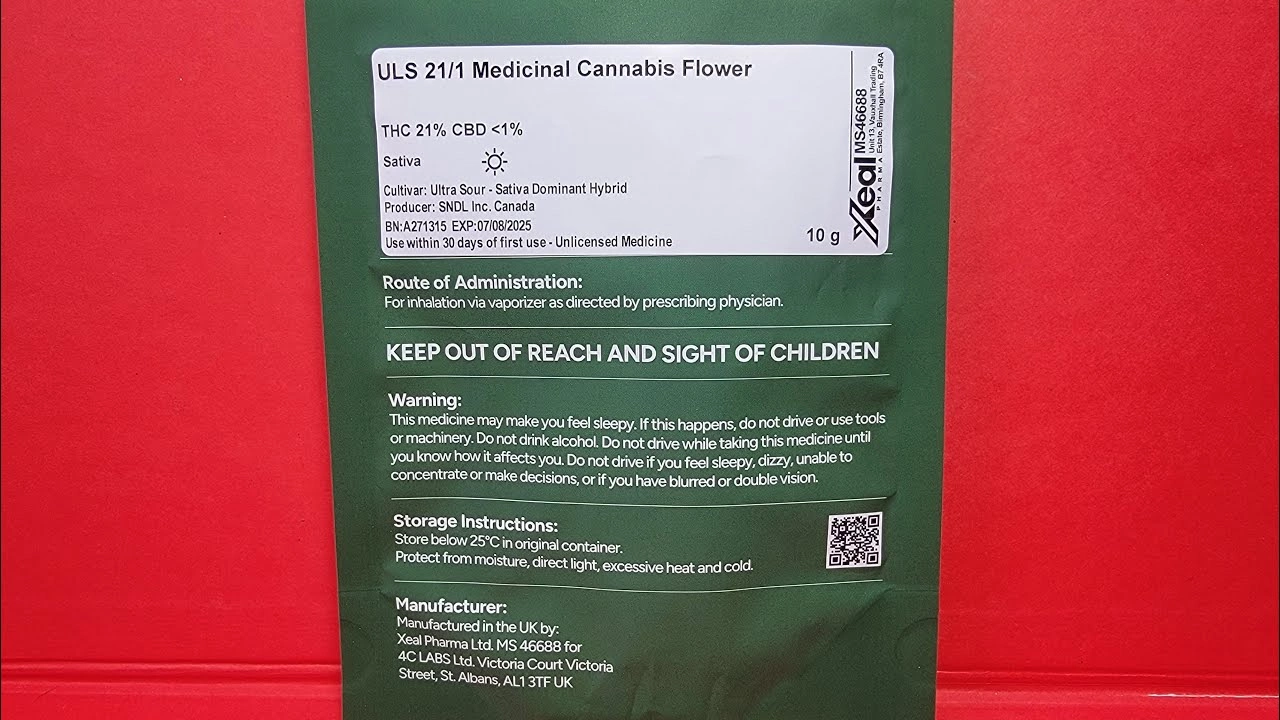 ULS 21/1 Medicinal Cannabis Flower
THC 21% CBD <1%
Sativa
Cultivar: Ultra Sour - Sativa Dominant Hybrid
Producer: SNDL Inc. Canada
BN:A271315 EXP:07/08/2025
Use within 30 days of first use - Unlicensed Medicine
10 g
Xeal
PHARMA
MS46688
Unit 13, Vauxhall Trading
Estate, Birmingham, B7 4RA
Route of Administration:
For inhalation via vaporizer as directed by prescribing physician.
KEEP OUT OF REACH AND SIGHT OF CHILDREN
Warning:
This medicine may make you feel sleepy. If this happens, do not drive or use tools
or machinery. Do not drink alcohol. Do not drive while taking this medicine until
you know how it affects you. Do not drive if you feel sleepy, dizzy, unable to
concentrate or make decisions, or if you have blurred or double vision.
Storage Instructions:
Store below 25°C in original container.
Protect from moisture, direct light, excessive heat and cold.
Manufacturer:
Manufactured in the UK by:
Xeal Pharma Ltd. MS 46688 for
4C LABS Ltd. Victoria Court Victoria
Street, St. Albans, AL1 3TF UK